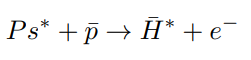 Ps* + p̄ → H̄* + e⁻